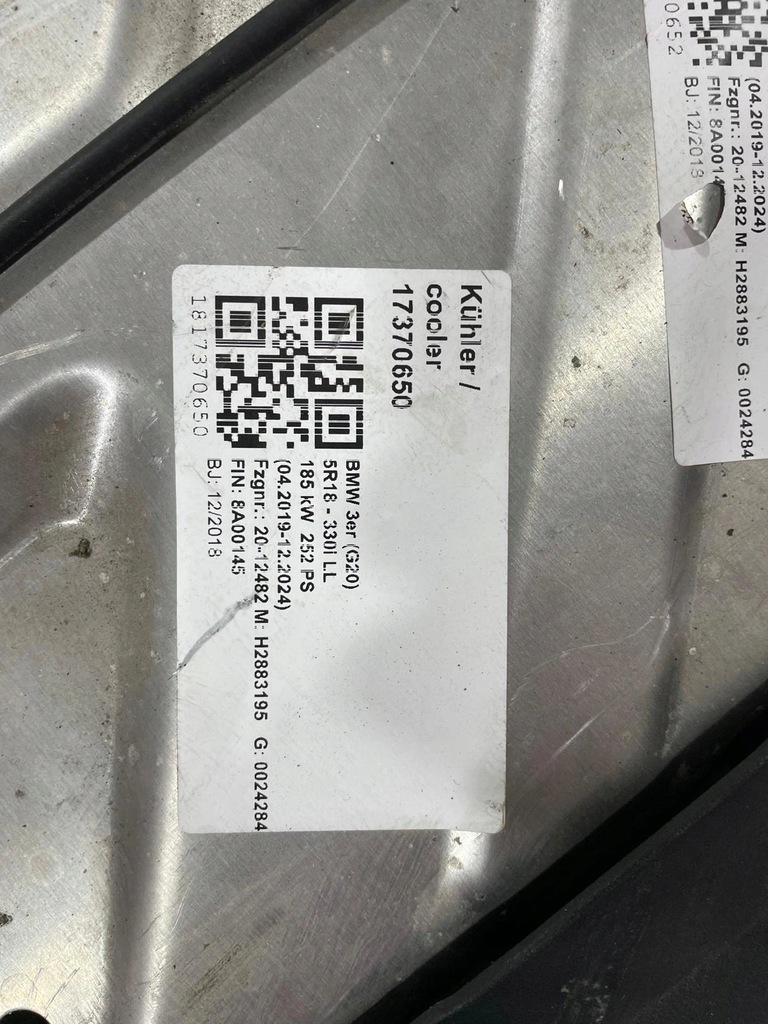 Kühler /
cooler
17370650
1817370650
BMW 3er (G20)
5R18 - 330i LL
185 kW 252 PS
(04.2019-12.2024)
Fzgnr.: 20-12482 M: H2883195 G: 0024284
FIN: 8A00145
BJ: 12/2018
0652
(04.2019-12.2024)
Fzgnr.: 20-12482 M: H2883195 G: 0024284
FIN: 8A0014
BJ: 12/2018